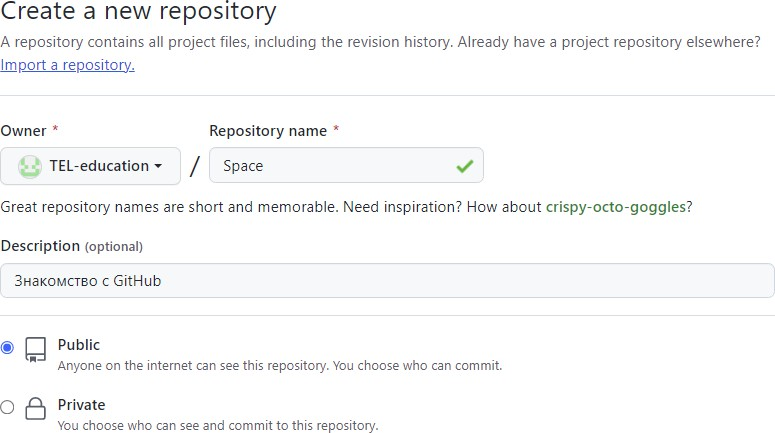 Create a new repository
A repository contains all project files, including the revision history. Already have a project repository elsewhere?
Import a repository.
Owner * Repository name *
TEL-education / Space
Great repository names are short and memorable. Need inspiration? How about crispy-octo-goggles?
Description (optional)
Знакомство с GitHub
Public
Anyone on the internet can see this repository. You choose who can commit.
Private
You choose who can see and commit to this repository.